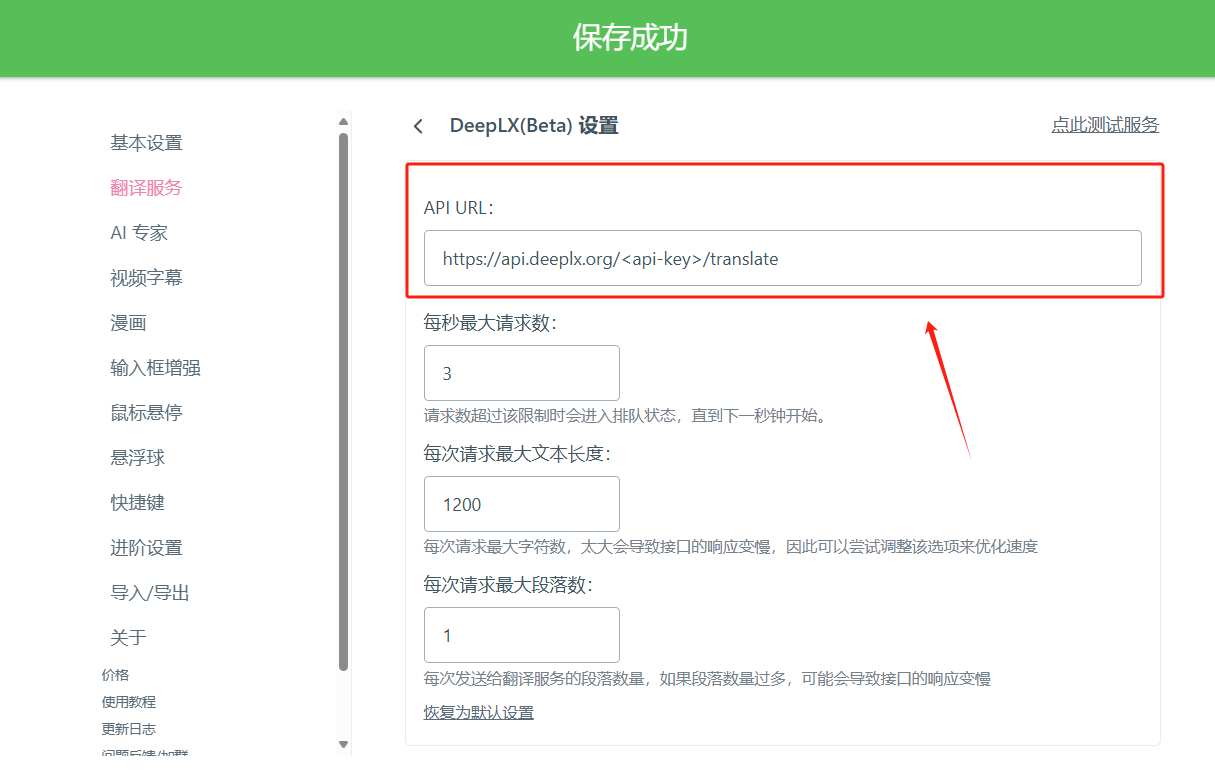 保存成功
基本设置
翻译服务
AI 专家
视频字幕
漫画
输入框增强
鼠标悬停
悬浮球
快捷键
进阶设置
导入/导出
关于
价格
使用教程
更新日志
问题反馈/加群
DeepLX(Beta) 设置
点此测试服务
API URL：
https://api.deeplx.org/<api-key>/translate
每秒最大请求数：
3
请求数超过该限制时会进入排队状态，直到下一秒钟开始。
每次请求最大文本长度：
1200
每次请求最大字符数，太大会导致接口的响应变慢，因此可以尝试调整该选项来优化速度
每次请求最大段落数：
1
每次发送给翻译服务的段落数量，如果段落数量过多，可能会导致接口的响应变慢
恢复为默认设置